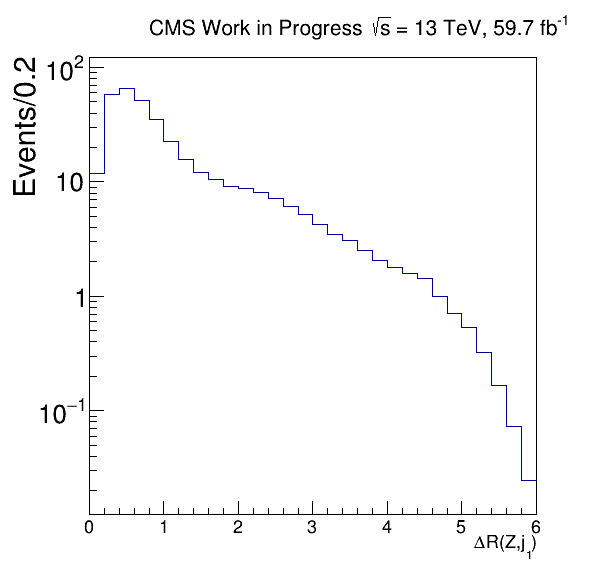 CMS Work in Progress √s = 13 TeV, 59.7 fb⁻¹
Events/0.2
10²
10
1
10⁻¹
0 1 2 3 4 5 6
ΔR(Z,j₁)